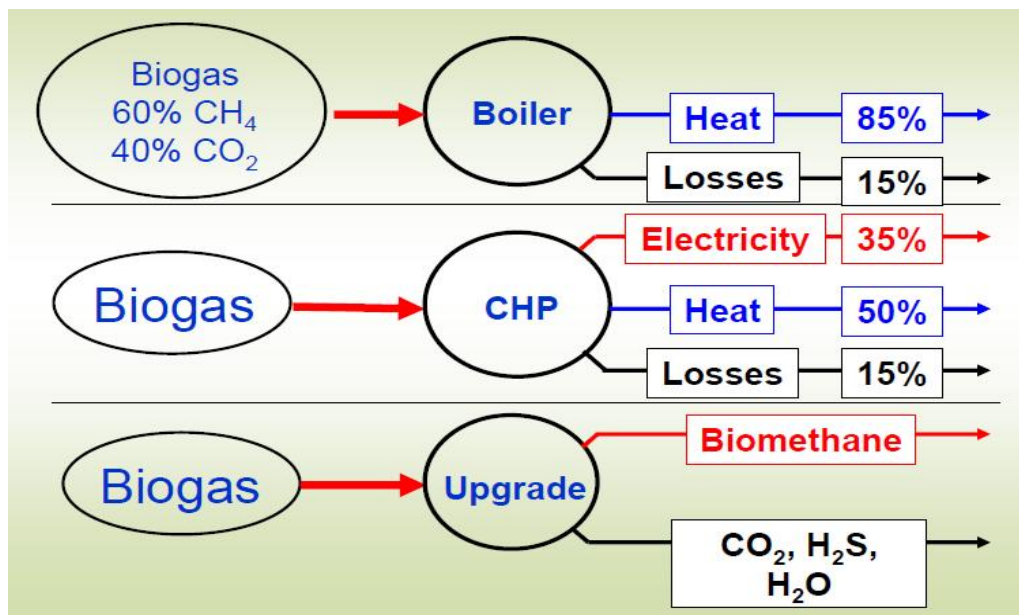 Biogas
60% CH₄
40% CO₂
Boiler
Heat
85%
Losses
15%
Biogas
CHP
Electricity
35%
Heat
50%
Losses
15%
Biogas
Upgrade
Biomethane
CO₂, H₂S,
H₂O